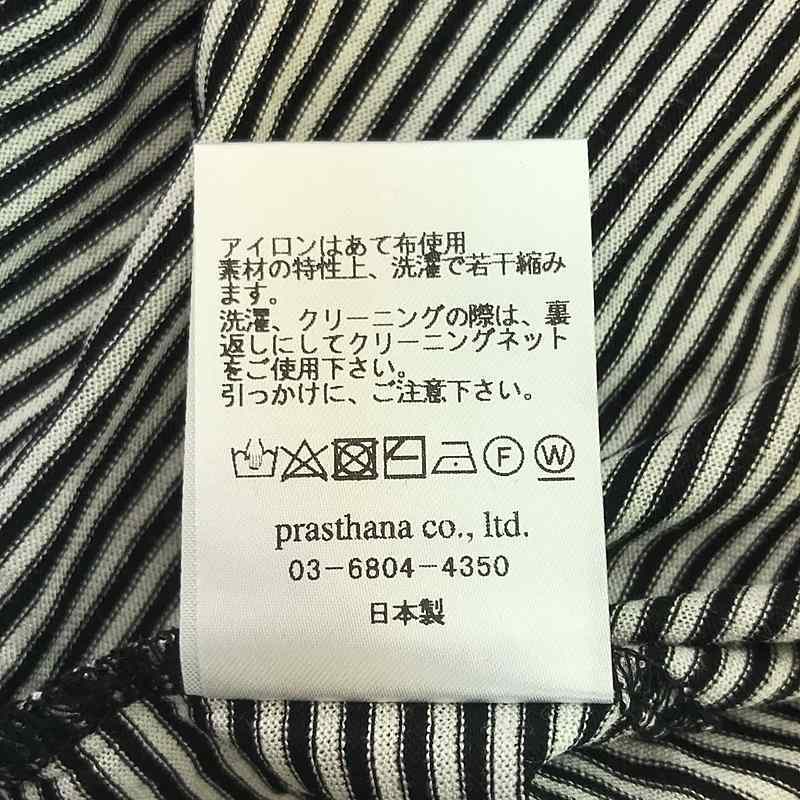 アイロンはあて布使用
素材の特性上、洗濯で若干縮み
ます。
洗濯、クリーニングの際は、裏
返しにしてクリーニングネット
をご使用下さい。
引っかけに、ご注意下さい。
F W
prasthana co., ltd.
03-6804-4350
日本製